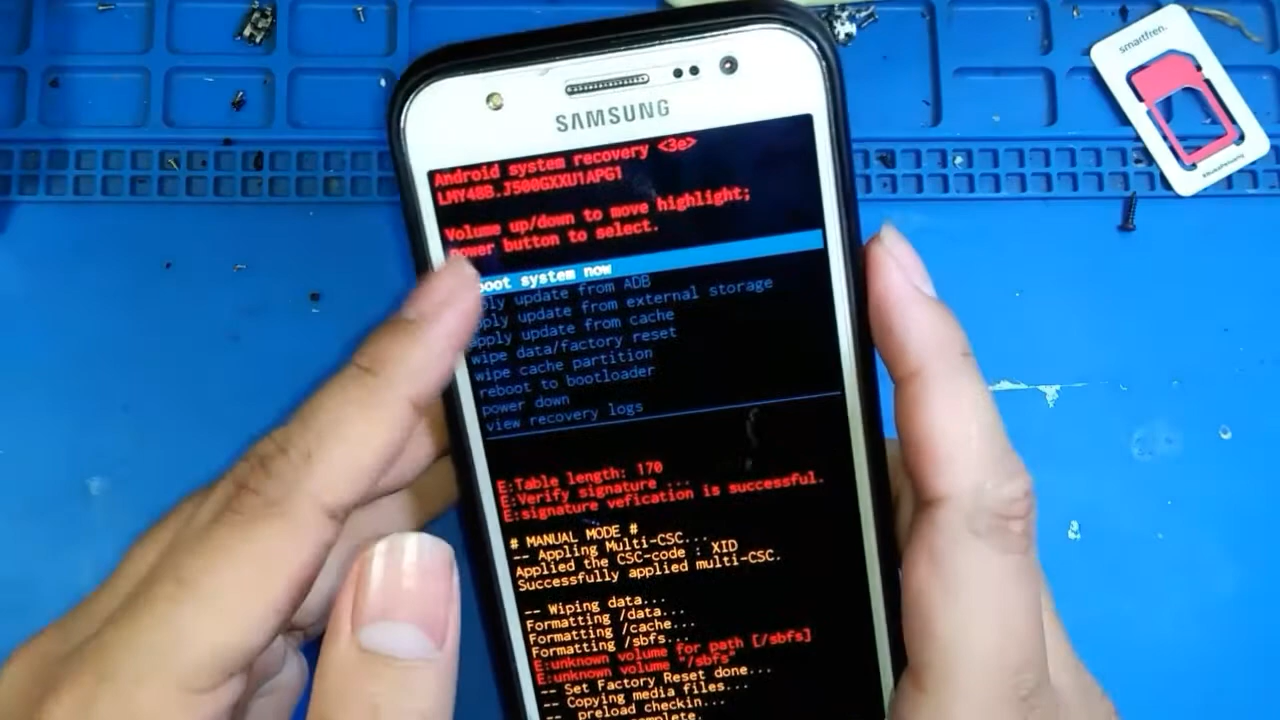 smartfren.
SAMSUNG
Android system recovery <3e>
LMY48B.J500GXXU1APG1
Volume up/down to move highlight;
power button to select.
boot system now
ply update from ADB
pply update from external storage
apply update from cache
wipe data/factory reset
wipe cache partition
reboot to bootloader
power down
view recovery logs
E:Table length: 170
E:Verify signature ...
E:signature vefication is successful.
# MANUAL MODE #
-- Appling Multi-CSC...
Applied the CSC-code : XID
Successfully applied multi-CSC.
-- Wiping data...
Formatting /data...
Formatting /cache...
Formatting /sbfs...
E:unknown volume for path [/sbfs]
E:unknown volume "/sbfs"
-- Set Factory Reset done...
-- Copying media files...
-- preload checkin...
complete.